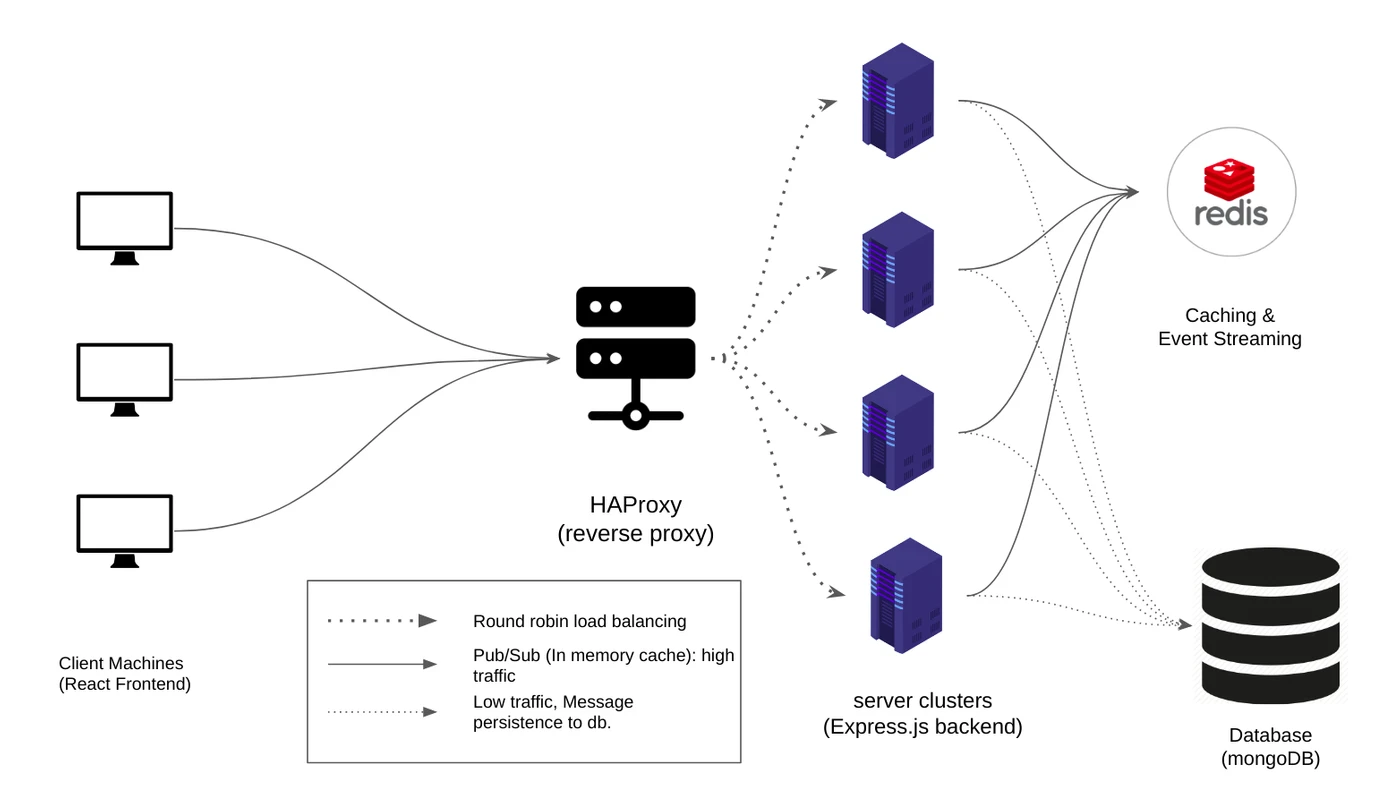 redis
Caching &
Event Streaming
HAProxy
(reverse proxy)
Round robin load balancing
Pub/Sub (In memory cache): high
traffic
Low traffic, Message
persistence to db.
Client Machines
(React Frontend)
server clusters
(Express.js backend)
Database
(mongoDB)